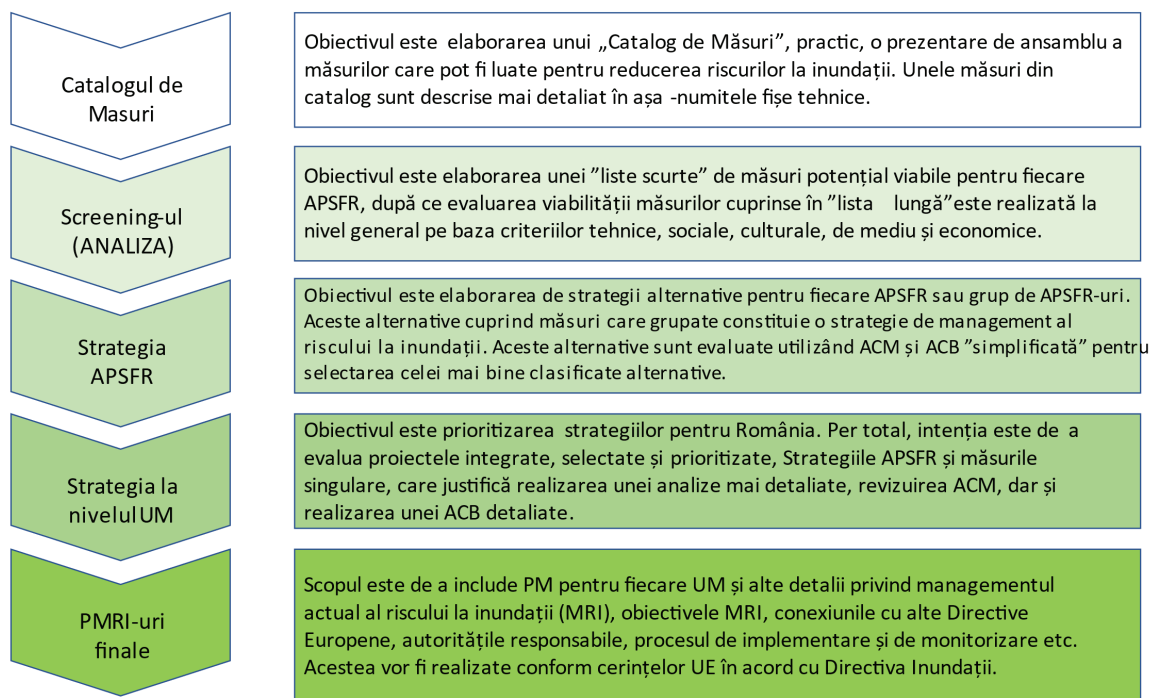 Catalogul de
Masuri
Obiectivul este elaborarea unui „Catalog de Măsuri”, practic, o prezentare de ansamblu a
măsurilor care pot fi luate pentru reducerea riscurilor la inundații. Unele măsuri din
catalog sunt descrise mai detaliat în așa -numitele fișe tehnice.
Screening-ul
(ANALIZA)
Obiectivul este elaborarea unei ”liste scurte” de măsuri potențial viabile pentru fiecare
APSFR, după ce evaluarea viabilității măsurilor cuprinse în ”lista lungă”este realizată la
nivel general pe baza criteriilor tehnice, sociale, culturale, de mediu și economice.
Strategia
APSFR
Obiectivul este elaborarea de strategii alternative pentru fiecare APSFR sau grup de APSFR-uri.
Aceste alternative cuprind măsuri care grupate constituie o strategie de management al
riscului la inundații. Aceste alternative sunt evaluate utilizând ACM și ACB ”simplificată” pentru
selectarea celei mai bine clasificate alternative.
Strategia la
nivelul UM
Obiectivul este prioritizarea strategiilor pentru România. Per total, intenția este de a
evalua proiectele integrate, selectate și prioritizate, Strategiile APSFR și măsurile
singulare, care justifică realizarea unei analize mai detaliate, revizuirea ACM, dar și
realizarea unei ACB detaliate.
PMRI-uri
finale
Scopul este de a include PM pentru fiecare UM și alte detalii privind managementul
actual al riscului la inundații (MRI), obiectivele MRI, conexiunile cu alte Directive
Europene, autoritățile responsabile, procesul de implementare și de monitorizare etc.
Acestea vor fi realizate conform cerințelor UE în acord cu Directiva Inundații.